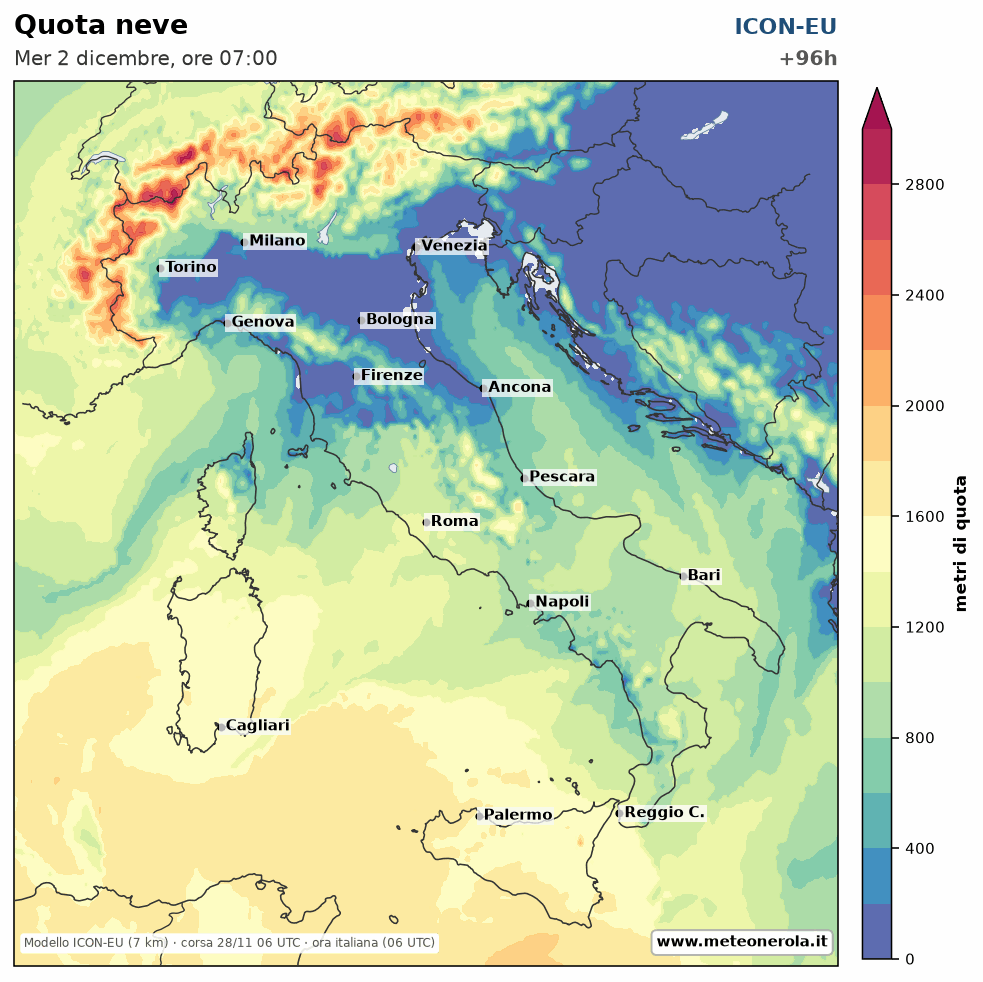 Quota neve
ICON-EU
Mer 2 dicembre, ore 07:00
+96h
Milano
Venezia
Torino
Genova
Bologna
Firenze
Ancona
Pescara
Roma
Bari
Napoli
Cagliari
Palermo
Reggio C.
2800
2400
2000
1600
1200
800
400
0
metri di quota
Modello ICON-EU (7 km) · corsa 28/11 06 UTC · ora italiana (06 UTC)
www.meteonerola.it